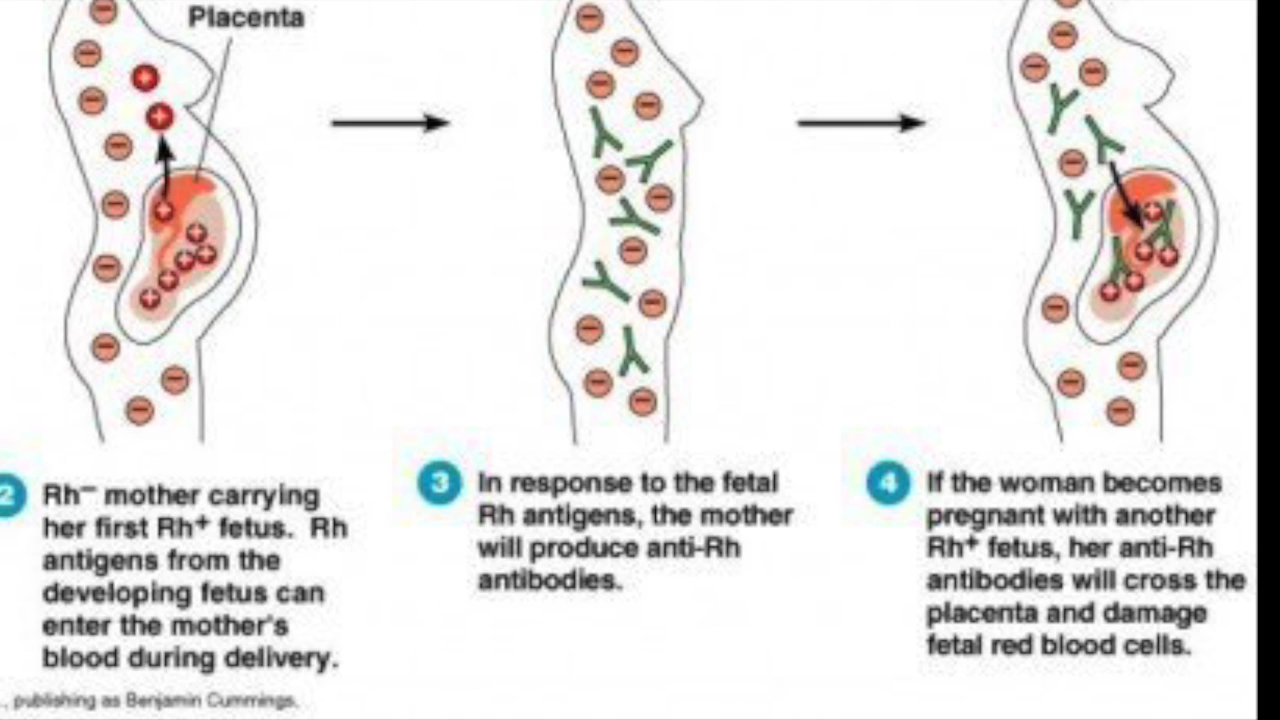 Placenta
2 Rh− mother carrying
her first Rh+ fetus. Rh
antigens from the
developing fetus can
enter the mother's
blood during delivery.
3 In response to the fetal
Rh antigens, the mother
will produce anti-Rh
antibodies.
4 If the woman becomes
pregnant with another
Rh+ fetus, her anti-Rh
antibodies will cross the
placenta and damage
fetal red blood cells.
., publishing as Benjamin Cummings.